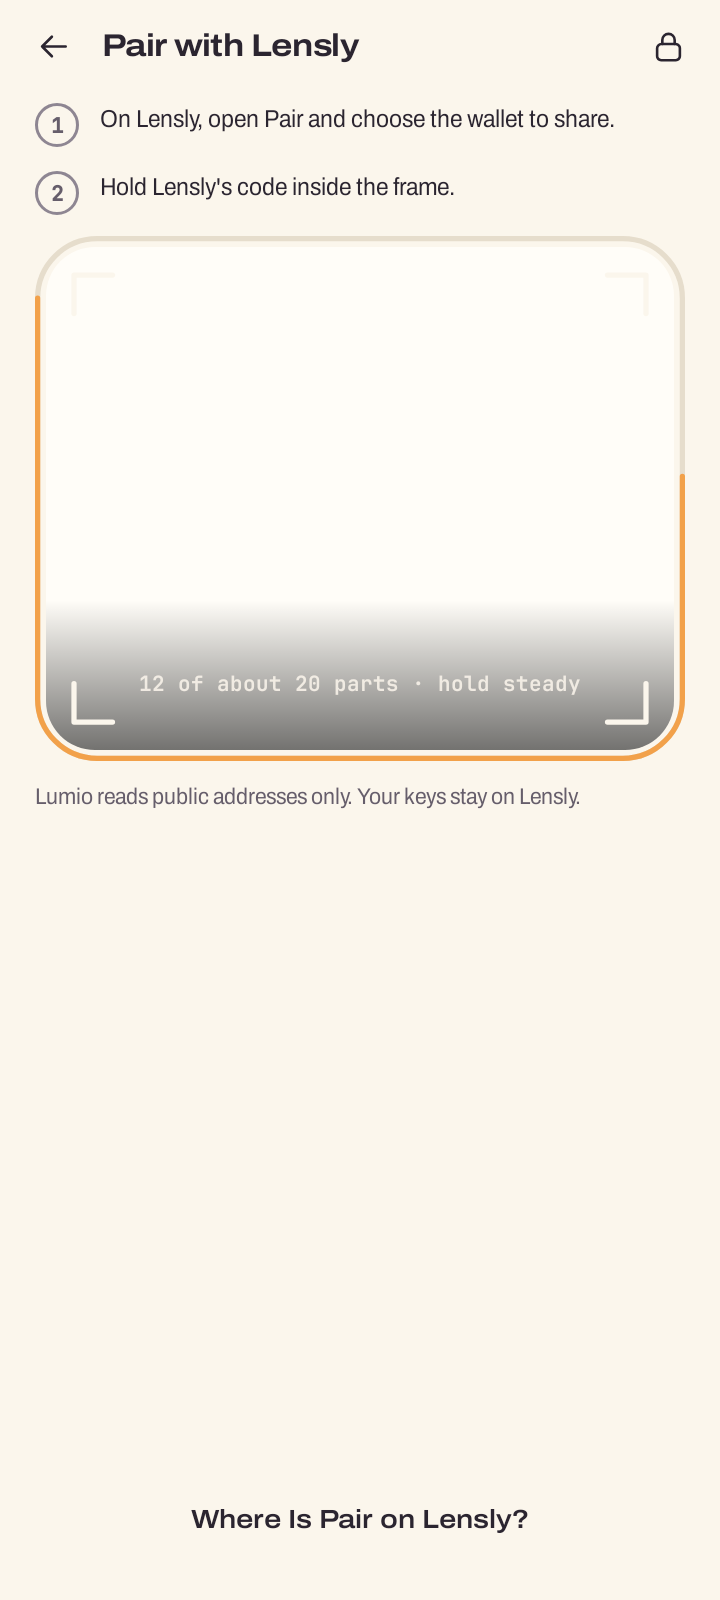 Pair with Lensly
1 On Lensly, open Pair and choose the wallet to share.
2 Hold Lensly's code inside the frame.
12 of about 20 parts · hold steady
Lumio reads public addresses only. Your keys stay on Lensly.
Where Is Pair on Lensly?